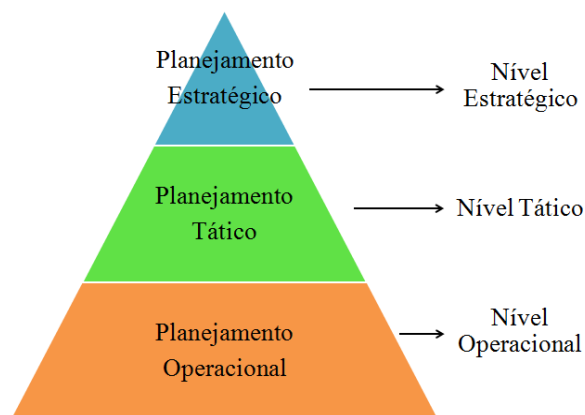 Planejamento
Estratégico
Nível
Estratégico
Planejamento
Tático
Nível Tático
Planejamento
Operacional
Nível
Operacional